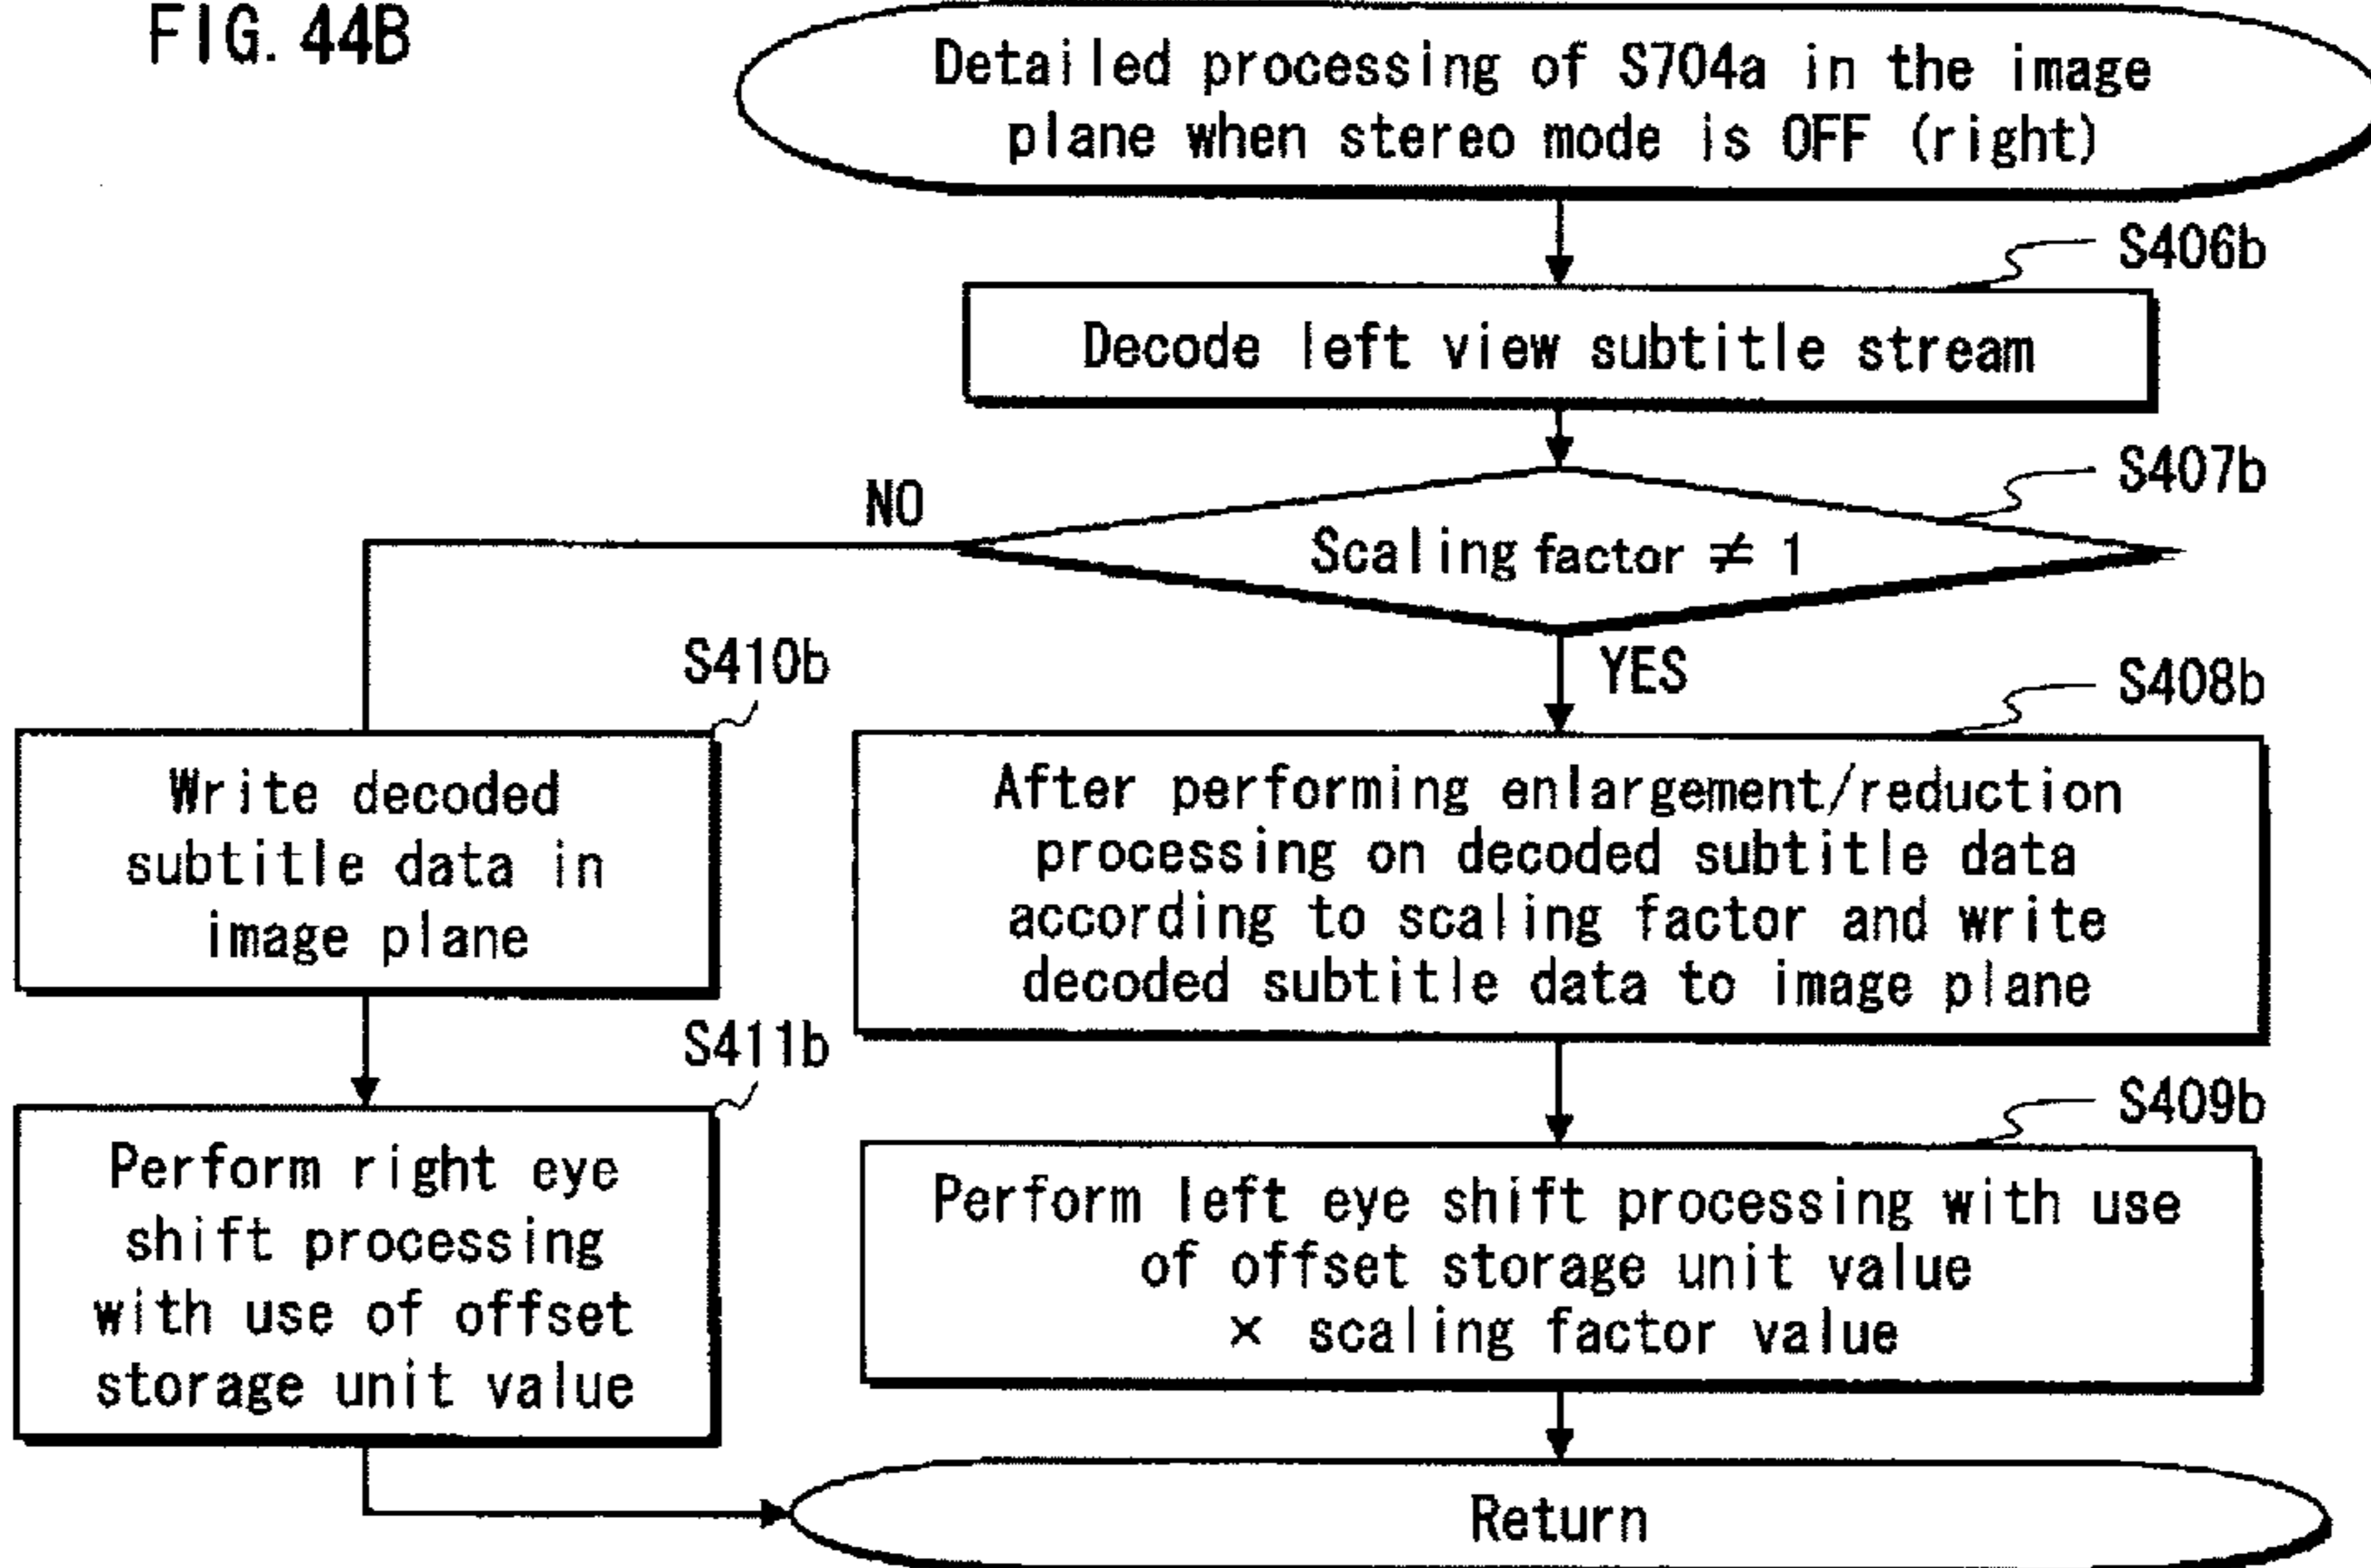 FIG. 44B
Detailed processing of S704a in the image
plane when stereo mode is OFF (right)
S406b
Decode left view subtitle stream
S407b
NO
Scaling factor ≠ 1
YES
S410b
S408b
Write decoded
subtitle data in
image plane
After performing enlargement/reduction
processing on decoded subtitle data
according to scaling factor and write
decoded subtitle data to image plane
S411b
S409b
Perform right eye
shift processing
with use of offset
storage unit value
Perform left eye shift processing with use
of offset storage unit value
× scaling factor value
Return